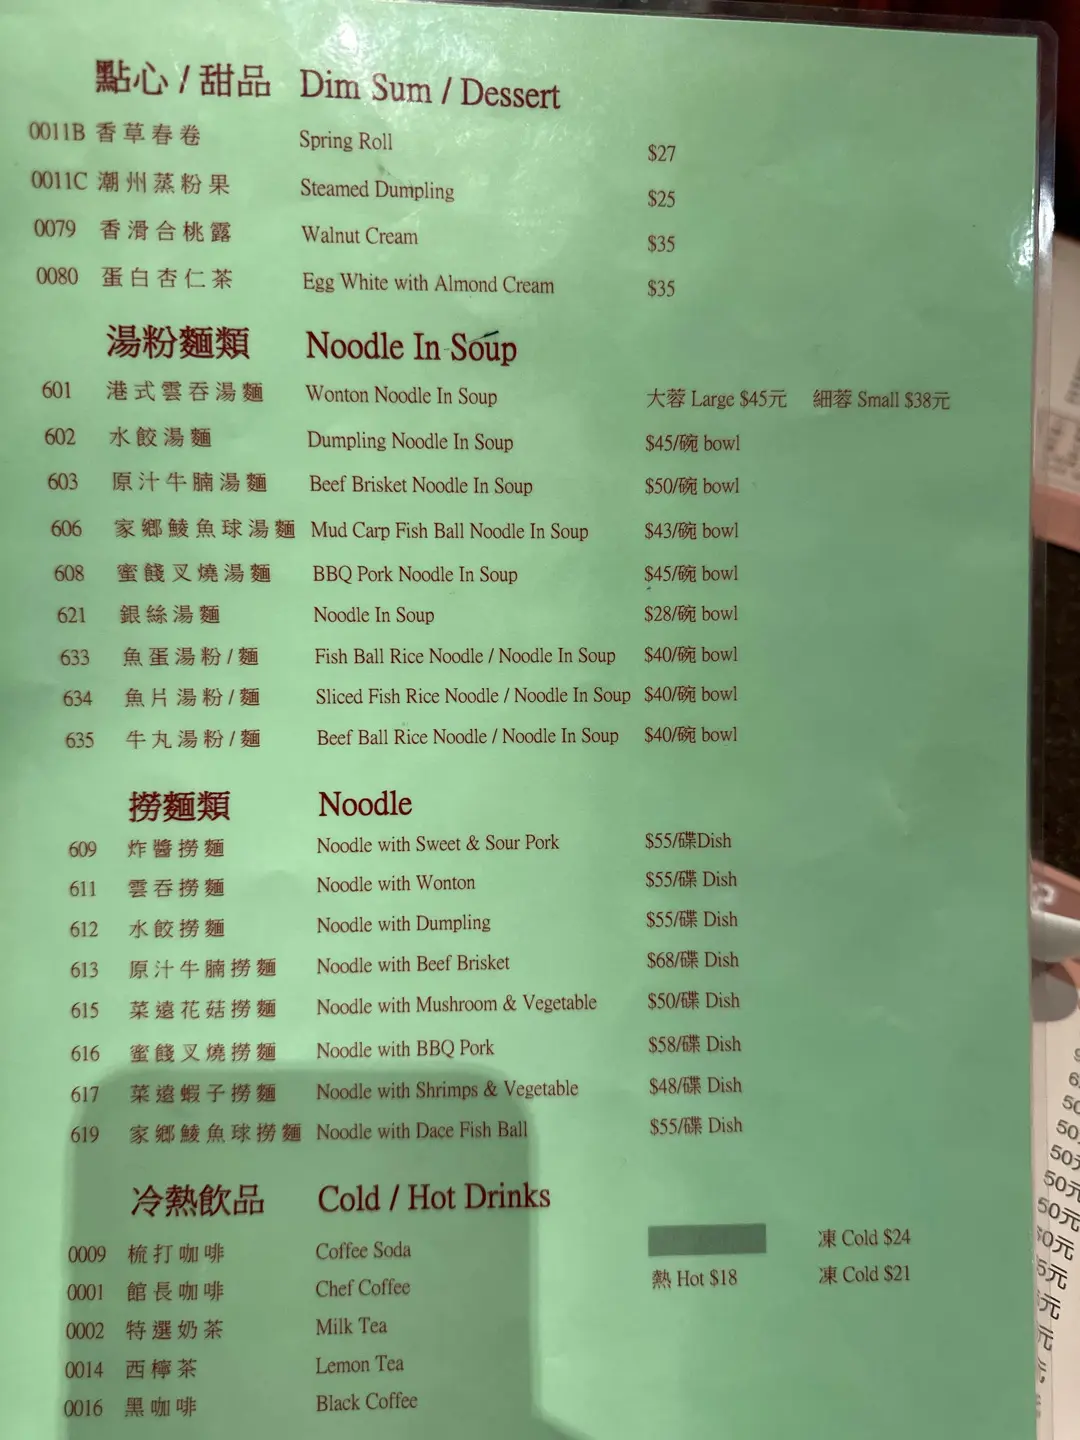 點心 / 甜品 Dim Sum / Dessert
0011B 香草春卷 Spring Roll $27
0011C 潮州蒸粉果 Steamed Dumpling $25
0079 香滑合桃露 Walnut Cream $35
0080 蛋白杏仁茶 Egg White with Almond Cream $35
湯粉麵類 Noodle In Soup
601 港式雲吞湯麵 Wonton Noodle In Soup 大蓉 Large $45元 細蓉 Small $38元
602 水餃湯麵 Dumpling Noodle In Soup $45/碗 bowl
603 原汁牛腩湯麵 Beef Brisket Noodle In Soup $50/碗 bowl
606 家鄉鯪魚球湯麵 Mud Carp Fish Ball Noodle In Soup $43/碗 bowl
608 蜜餞叉燒湯麵 BBQ Pork Noodle In Soup $45/碗 bowl
621 銀絲湯麵 Noodle In Soup $28/碗 bowl
633 魚蛋湯粉/麵 Fish Ball Rice Noodle / Noodle In Soup $40/碗 bowl
634 魚片湯粉/麵 Sliced Fish Rice Noodle / Noodle In Soup $40/碗 bowl
635 牛丸湯粉/麵 Beef Ball Rice Noodle / Noodle In Soup $40/碗 bowl
撈麵類 Noodle
609 炸醬撈麵 Noodle with Sweet & Sour Pork $55/碟Dish
611 雲吞撈麵 Noodle with Wonton $55/碟 Dish
612 水餃撈麵 Noodle with Dumpling $55/碟 Dish
613 原汁牛腩撈麵 Noodle with Beef Brisket $68/碟 Dish
615 菜遠花菇撈麵 Noodle with Mushroom & Vegetable $50/碟 Dish
616 蜜餞叉燒撈麵 Noodle with BBQ Pork $58/碟 Dish
617 菜遠蝦子撈麵 Noodle with Shrimps & Vegetable $48/碟 Dish
619 家鄉鯪魚球撈麵 Noodle with Dace Fish Ball $55/碟 Dish
冷熱飲品 Cold / Hot Drinks
0009 梳打咖啡 Coffee Soda 凍 Cold $24
0001 館長咖啡 Chef Coffee 熱 Hot $18 凍 Cold $21
0002 特選奶茶 Milk Tea
0014 西檸茶 Lemon Tea
0016 黑咖啡 Black Coffee
50元
50元